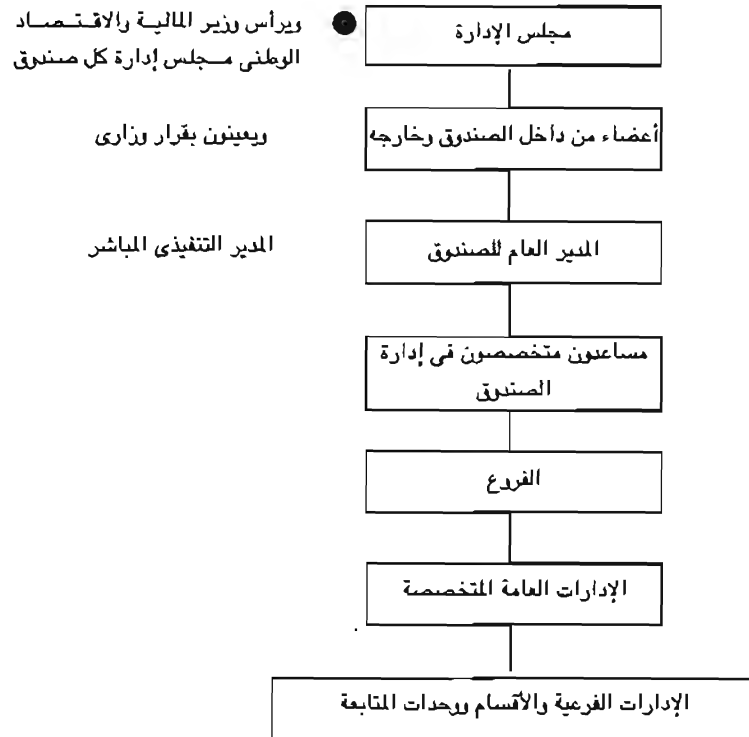 مجلس الإدارة
ويرأس وزير المالية والاقتصاد
الوطنى مجلس إدارة كل صندوق
أعضاء من داخل الصندوق وخارجه
ويعينون بقرار وزارى
المدير العام للصندوق
المدير التنفيذى المباشر
مساعدون متخصصون فى إدارة
الصندوق
الفروع
الإدارات العامة المتخصصة
الإدارات الفرعية والأقسام ووحدات المتابعة